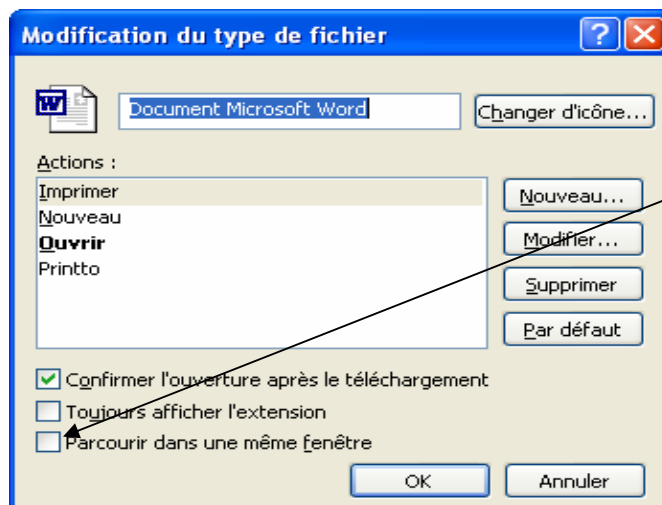 Modification du type de fichier
Document Microsoft Word
Changer d'icône...
Actions :
Imprimer
Nouveau
Ouvrir
Printto
Nouveau...
Modifier...
Supprimer
Par défaut
Confirmer l'ouverture après le téléchargement
Toujours afficher l'extension
Parcourir dans une même fenêtre
OK
Annuler